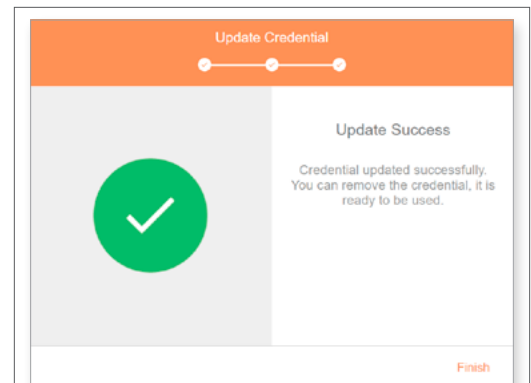 Update Credential
Update Success
Credential updated successfully.
You can remove the credential, it is
ready to be used.
Finish